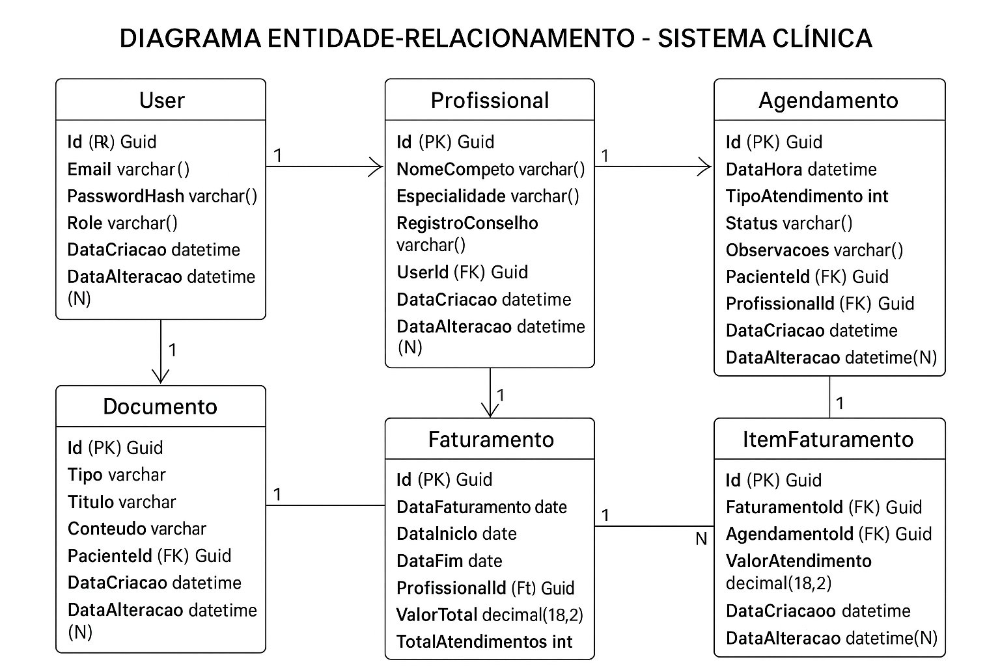 DIAGRAMA ENTIDADE-RELACIONAMENTO - SISTEMA CLÍNICA
User
Id Guid
Email varchar()
PasswordHash varchar()
Role varchar()
DataCriacao datetime
DataAlteracao datetime
(N)
1
1
Profissional
Id (PK) Guid
NomeCompeto varchar()
Especialidade varchar()
RegistroConselho
varchar()
UserId (FK) Guid
DataCriacao datetime
DataAlteracao datetime
(N)
1
1
Agendamento
Id (PK) Guid
DataHora datetime
TipoAtendimento int
Status varchar()
Observacoes varchar()
PacienteId (FK) Guid
ProfissionalId (FK) Guid
DataCriacao datetime
DataAlteracao datetime(N)
1
Documento
Id (PK) Guid
Tipo varchar
Titulo varchar
Conteudo varchar
PacienteId (FK) Guid
DataCriacao datetime
DataAlteracao datetime
(N)
1
Faturamento
Id (PK) Guid
DataFaturamento date
DataIniclo date
DataFim date
ProfissionalId (Ft) Guid
ValorTotal decimal(18,2)
TotalAtendimentos int
1
N
ItemFaturamento
Id (PK) Guid
FaturamentoId (FK) Guid
AgendamentoId (FK) Guid
ValorAtendimento
decimal(18,2)
DataCriacaoo datetime
DataAlteracao datetime(N)